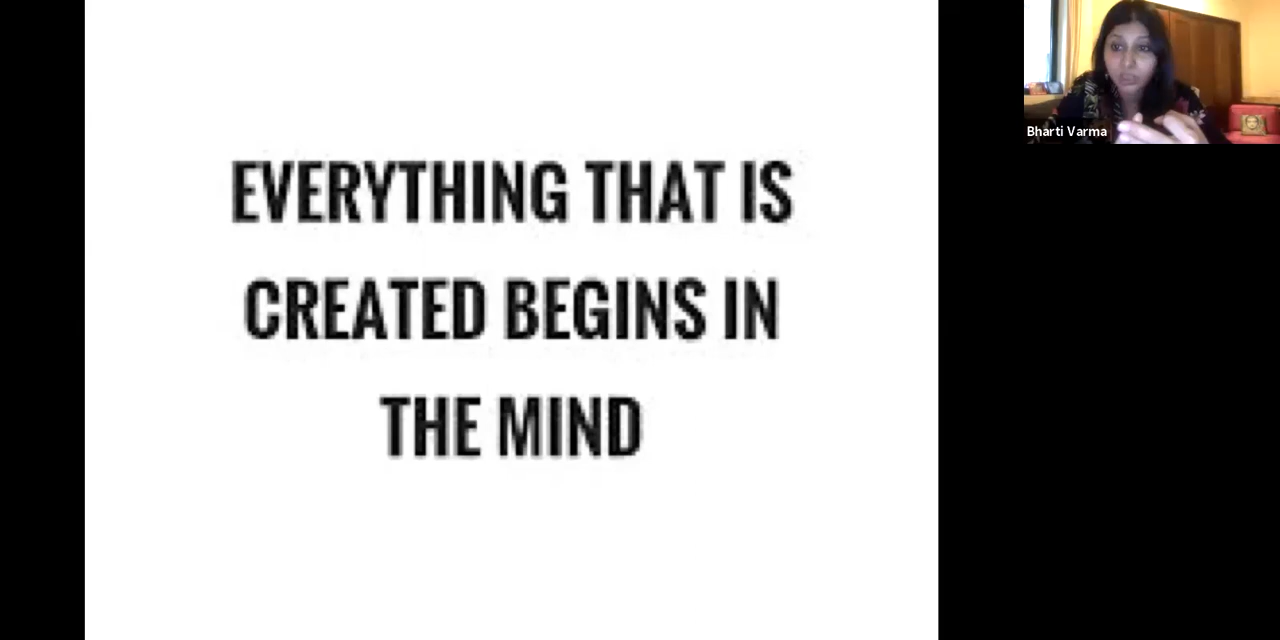 EVERYTHING THAT IS
CREATED BEGINS IN
THE MIND
Bharti Varma